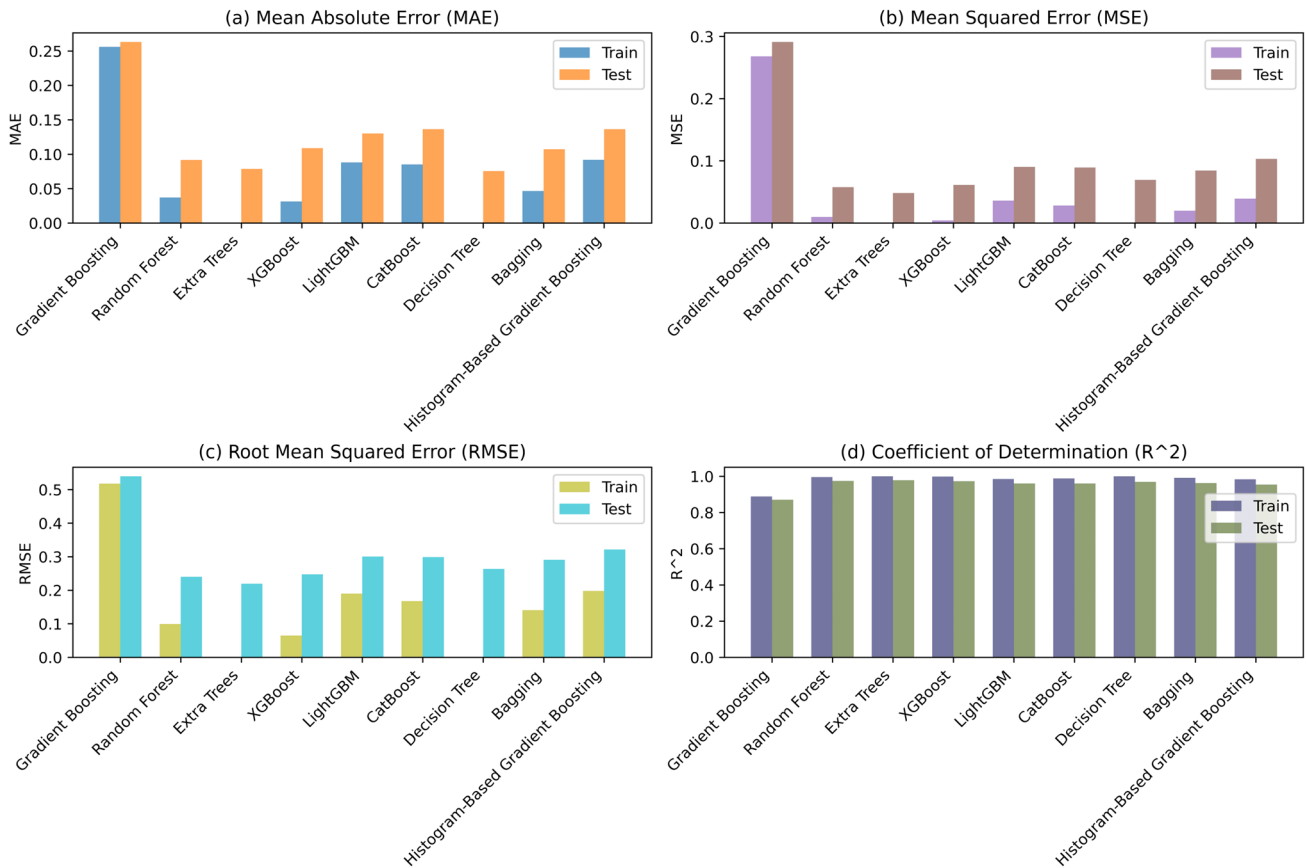 (a) Mean Absolute Error (MAE)
MAE
0.25
0.20
0.15
0.10
0.05
0.00
Train
Test
Gradient Boosting
Random Forest
Extra Trees
XGBoost
LightGBM
CatBoost
Decision Tree
Bagging
Histogram-Based Gradient Boosting
(b) Mean Squared Error (MSE)
MSE
0.3
0.2
0.1
0.0
Train
Test
Gradient Boosting
Random Forest
Extra Trees
XGBoost
LightGBM
CatBoost
Decision Tree
Bagging
Histogram-Based Gradient Boosting
(c) Root Mean Squared Error (RMSE)
RMSE
0.5
0.4
0.3
0.2
0.1
0.0
Train
Test
Gradient Boosting
Random Forest
Extra Trees
XGBoost
LightGBM
CatBoost
Decision Tree
Bagging
Histogram-Based Gradient Boosting
(d) Coefficient of Determination (R^2)
R^2
1.0
0.8
0.6
0.4
0.2
0.0
Train
Test
Gradient Boosting
Random Forest
Extra Trees
XGBoost
LightGBM
CatBoost
Decision Tree
Bagging
Histogram-Based Gradient Boosting